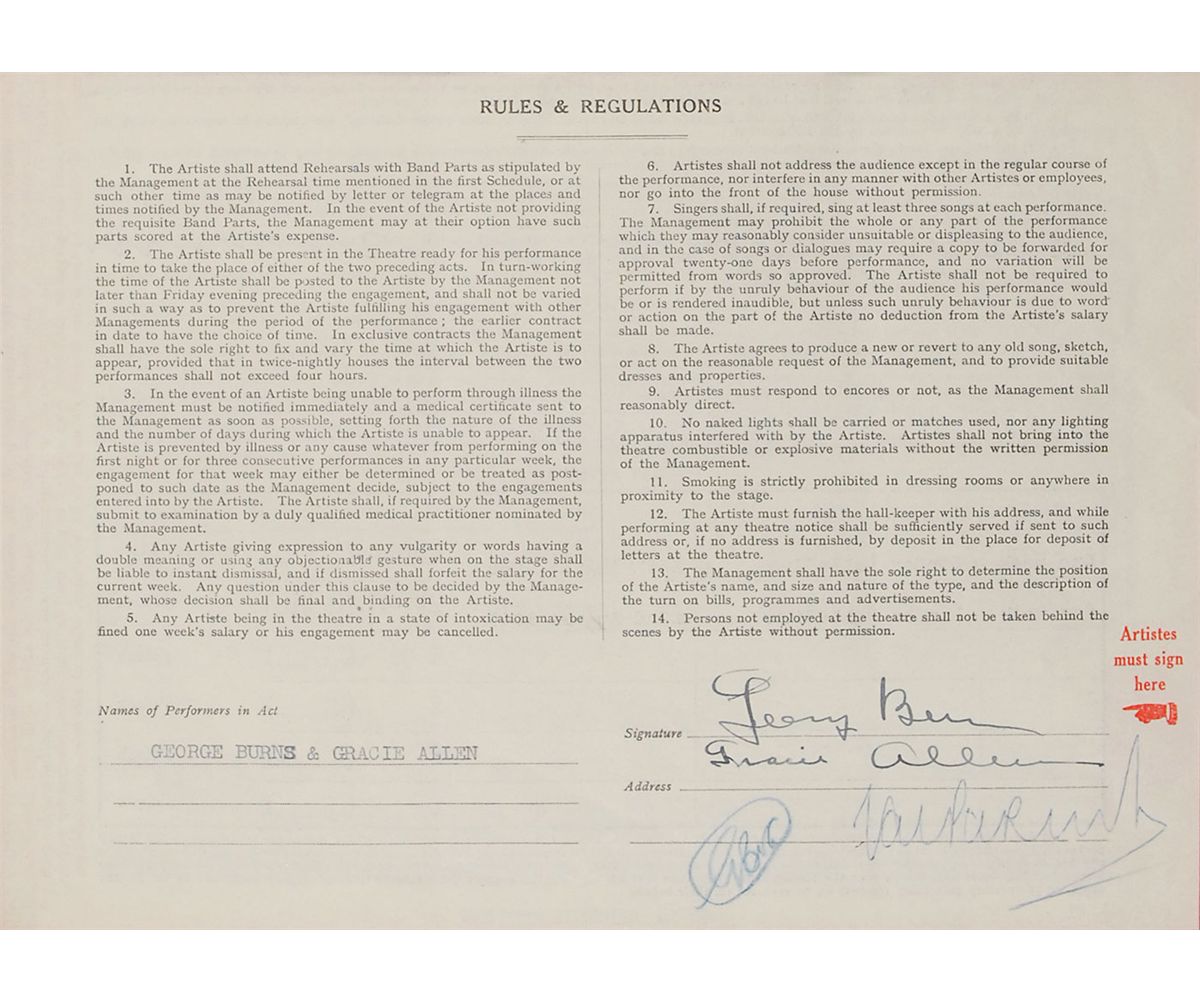 RULES & REGULATIONS
1. The Artiste shall attend Rehearsals with Band Parts as stipulated by
the Management at the Rehearsal time mentioned in the first Schedule, or at
such other time as may be notified by letter or telegram at the places and
times notified by the Management. In the event of the Artiste not providing
the requisite Band Parts, the Management may at their option have such
parts scored at the Artiste's expense.
2. The Artiste shall be present in the Theatre ready for his performance
in time to take the place of either of the two preceding acts. In turn-working
the time of the Artiste shall be posted to the Artiste by the Management not
later than Friday evening preceding the engagement, and shall not be varied
in such a way as to prevent the Artiste fulfilling his engagement with other
Managements during the period of the performance; the earlier contract
in date to have the choice of time. In exclusive contracts the Management
shall have the sole right to fix and vary the time at which the Artiste is to
appear, provided that in twice-nightly houses the interval between the two
performances shall not exceed four hours.
3. In the event of an Artiste being unable to perform through illness the
Management must be notified immediately and a medical certificate sent to
the Management as soon as possible, setting forth the nature of the illness
and the number of days during which the Artiste is unable to appear. If the
Artiste is prevented by illness or any cause whatever from performing on the
first night or for three consecutive performances in any particular week, the
engagement for that week may either be determined or be treated as post-
poned to such date as the Management decide, subject to the engagements
entered into by the Artiste. The Artiste shall, if required by the Management,
submit to examination by a duly qualified medical practitioner nominated by
the Management.
4. Any Artiste giving expression to any vulgarity or words having a
double meaning or using any objectionable gesture when on the stage shall
be liable to instant dismissal, and if dismissed shall forfeit the salary for the
current week. Any question under this clause to be decided by the Manage-
ment, whose decision shall be final and binding on the Artiste.
5. Any Artiste being in the theatre in a state of intoxication may be
fined one week's salary or his engagement may be cancelled.
6. Artistes shall not address the audience except in the regular course of
the performance, nor interfere in any manner with other Artistes or employees,
nor go into the front of the house without permission.
7. Singers shall, if required, sing at least three songs at each performance.
The Management may prohibit the whole or any part of the performance
which they may reasonably consider unsuitable or displeasing to the audience,
and in the case of songs or dialogues may require a copy to be forwarded for
approval twenty-one days before performance, and no variation will be
permitted from words so approved. The Artiste shall not be required to
perform if by the unruly behaviour of the audience his performance would
be or is rendered inaudible, but unless such unruly behaviour is due to word
or action on the part of the Artiste no deduction from the Artiste's salary
shall be made.
8. The Artiste agrees to produce a new or revert to any old song, sketch,
or act on the reasonable request of the Management, and to provide suitable
dresses and properties.
9. Artistes must respond to encores or not, as the Management shall
reasonably direct.
10. No naked lights shall be carried or matches used, nor any lighting
apparatus interfered with by the Artiste. Artistes shall not bring into the
theatre combustible or explosive materials without the written permission
of the Management.
11. Smoking is strictly prohibited in dressing rooms or anywhere in
proximity to the stage.
12. The Artiste must furnish the hall-keeper with his address, and while
performing at any theatre notice shall be sufficiently served if sent to such
address or, if no address is furnished, by deposit in the place for deposit of
letters at the theatre.
13. The Management shall have the sole right to determine the position
of the Artiste's name, and size and nature of the type, and the description of
the turn on bills, programmes and advertisements.
14. Persons not employed at the theatre shall not be taken behind the
scenes by the Artiste without permission.
Artistes
must sign
here
Names of Performers in Act
GEORGE BURNS & GRACIE ALLEN
Signature George Burns
Gracie Allen
Address